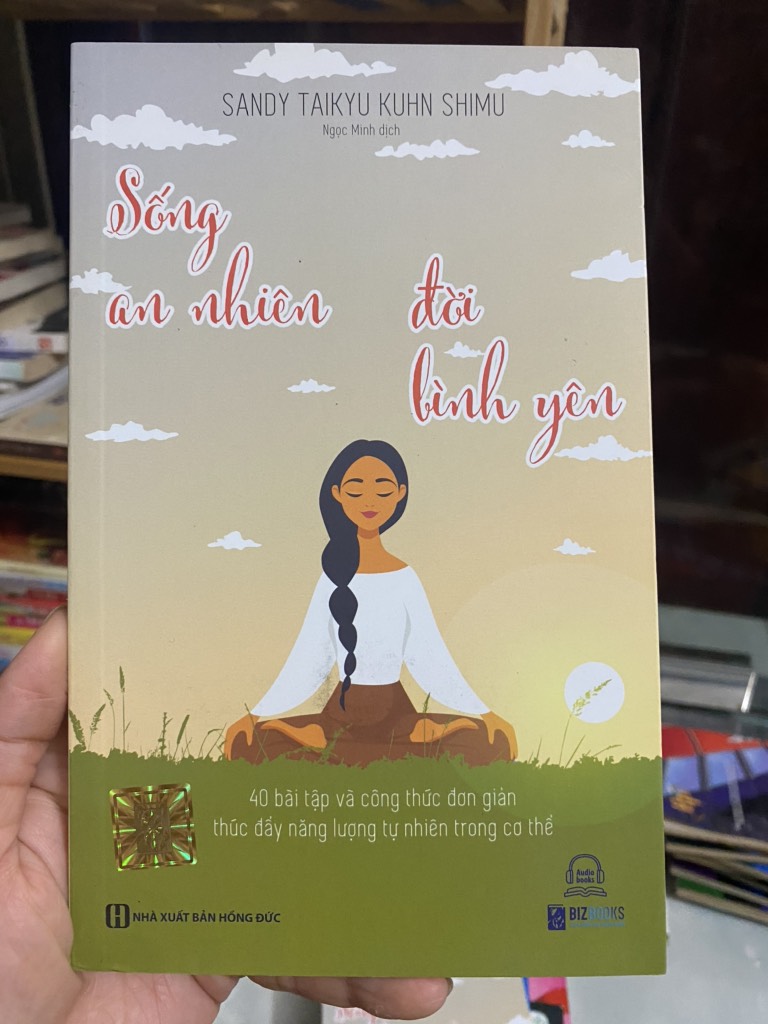 SANDY TAIKYU KUHN SHIMU
Ngọc Minh dịch
Sống
an nhiên
đời
bình yên
40 bài tập và công thức đơn giản
thúc đẩy năng lượng tự nhiên trong cơ thể
Audio
books
NHÀ XUẤT BẢN HỒNG ĐỨC
BIZBOOKS